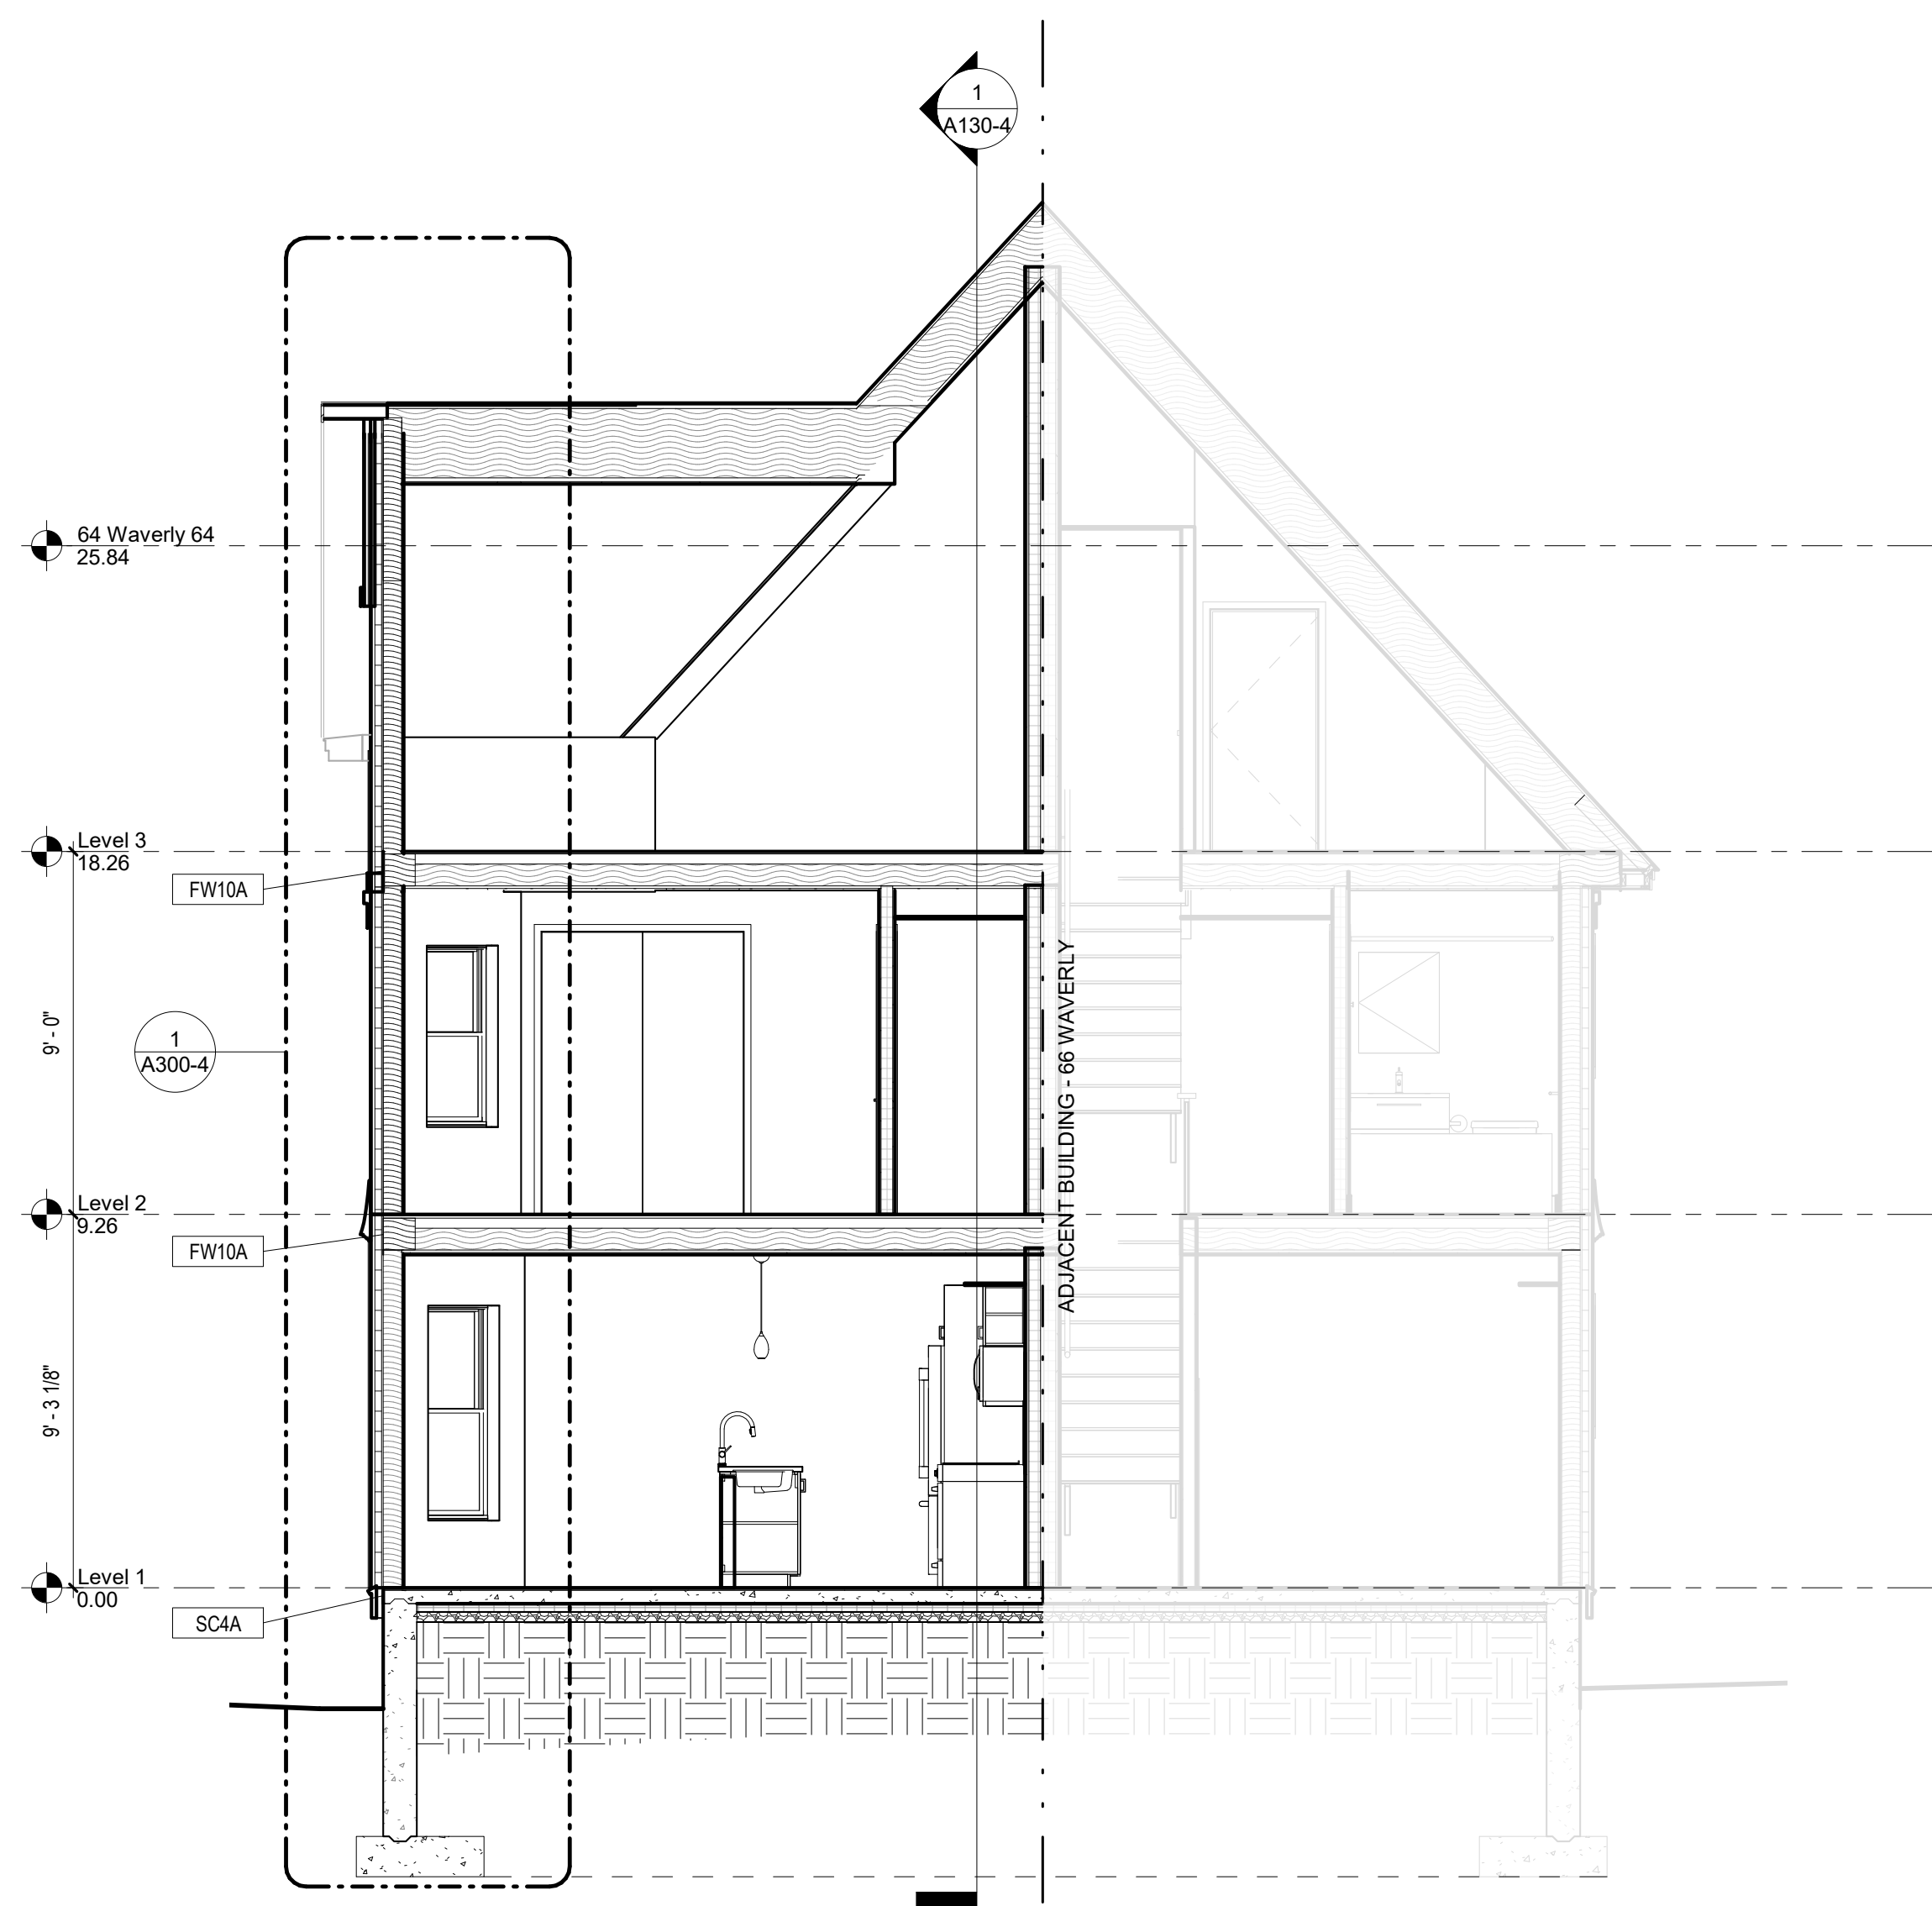 1
A130-4
64 Waverly 64
25.84
Level 3
18.26
FW10A
9' - 0"
1
A300-4
ADJACENT BUILDING - 66 WAVERLY
Level 2
9.26
FW10A
9' - 3 1/8"
Level 1
0.00
SC4A